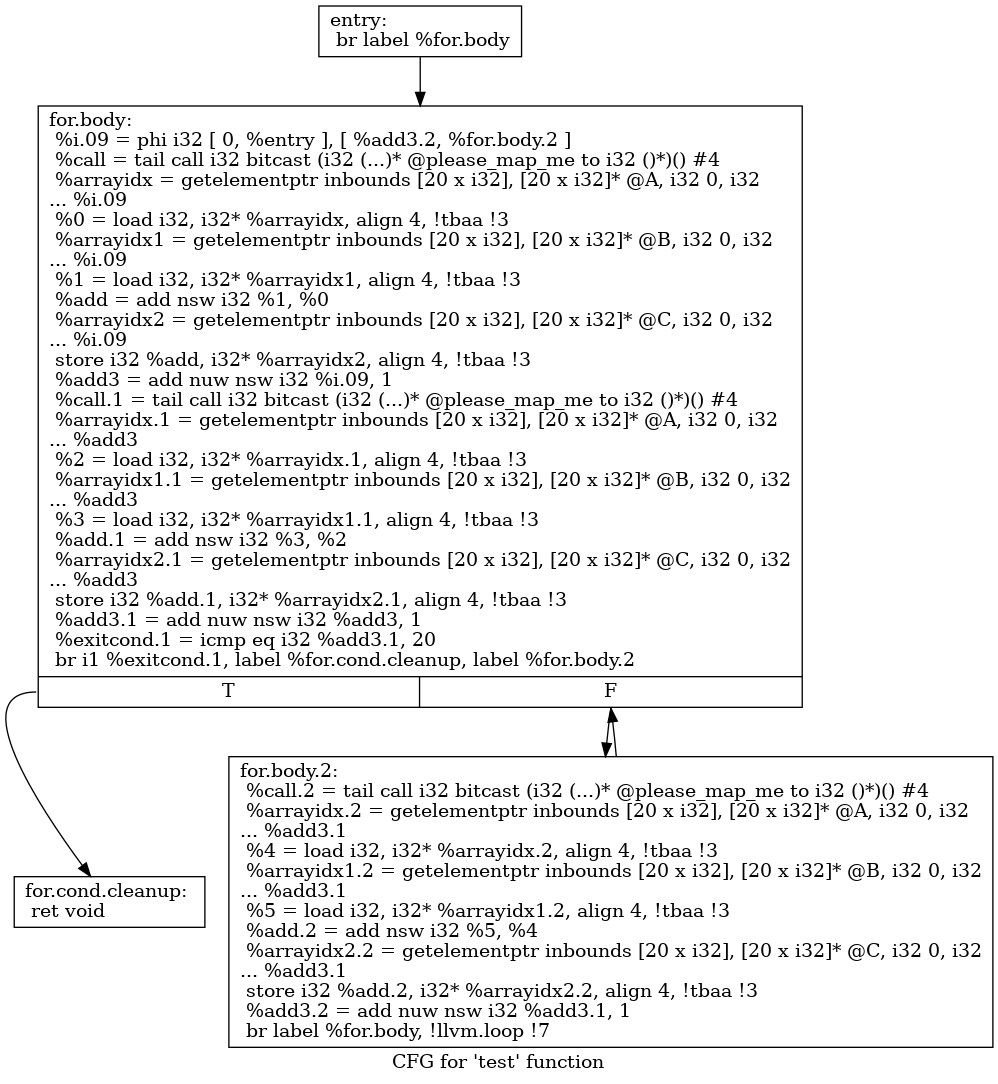 entry:
br label %for.body
for.body:
%i.09 = phi i32 [ 0, %entry ], [ %add3.2, %for.body.2 ]
%call = tail call i32 bitcast (i32 (...)* @please_map_me to i32 ()*)() #4
%arrayidx = getelementptr inbounds [20 x i32], [20 x i32]* @A, i32 0, i32
... %i.09
%0 = load i32, i32* %arrayidx, align 4, !tbaa !3
%arrayidx1 = getelementptr inbounds [20 x i32], [20 x i32]* @B, i32 0, i32
... %i.09
%1 = load i32, i32* %arrayidx1, align 4, !tbaa !3
%add = add nsw i32 %1, %0
%arrayidx2 = getelementptr inbounds [20 x i32], [20 x i32]* @C, i32 0, i32
... %i.09
store i32 %add, i32* %arrayidx2, align 4, !tbaa !3
%add3 = add nuw nsw i32 %i.09, 1
%call.1 = tail call i32 bitcast (i32 (...)* @please_map_me to i32 ()*)() #4
%arrayidx.1 = getelementptr inbounds [20 x i32], [20 x i32]* @A, i32 0, i32
... %add3
%2 = load i32, i32* %arrayidx.1, align 4, !tbaa !3
%arrayidx1.1 = getelementptr inbounds [20 x i32], [20 x i32]* @B, i32 0, i32
... %add3
%3 = load i32, i32* %arrayidx1.1, align 4, !tbaa !3
%add.1 = add nsw i32 %3, %2
%arrayidx2.1 = getelementptr inbounds [20 x i32], [20 x i32]* @C, i32 0, i32
... %add3
store i32 %add.1, i32* %arrayidx2.1, align 4, !tbaa !3
%add3.1 = add nuw nsw i32 %add3, 1
%exitcond.1 = icmp eq i32 %add3.1, 20
br i1 %exitcond.1, label %for.cond.cleanup, label %for.body.2
T F
for.body.2:
%call.2 = tail call i32 bitcast (i32 (...)* @please_map_me to i32 ()*)() #4
%arrayidx.2 = getelementptr inbounds [20 x i32], [20 x i32]* @A, i32 0, i32
... %add3.1
%4 = load i32, i32* %arrayidx.2, align 4, !tbaa !3
%arrayidx1.2 = getelementptr inbounds [20 x i32], [20 x i32]* @B, i32 0, i32
... %add3.1
%5 = load i32, i32* %arrayidx1.2, align 4, !tbaa !3
%add.2 = add nsw i32 %5, %4
%arrayidx2.2 = getelementptr inbounds [20 x i32], [20 x i32]* @C, i32 0, i32
... %add3.1
store i32 %add.2, i32* %arrayidx2.2, align 4, !tbaa !3
%add3.2 = add nuw nsw i32 %add3.1, 1
br label %for.body, !llvm.loop !7
for.cond.cleanup:
ret void
CFG for 'test' function